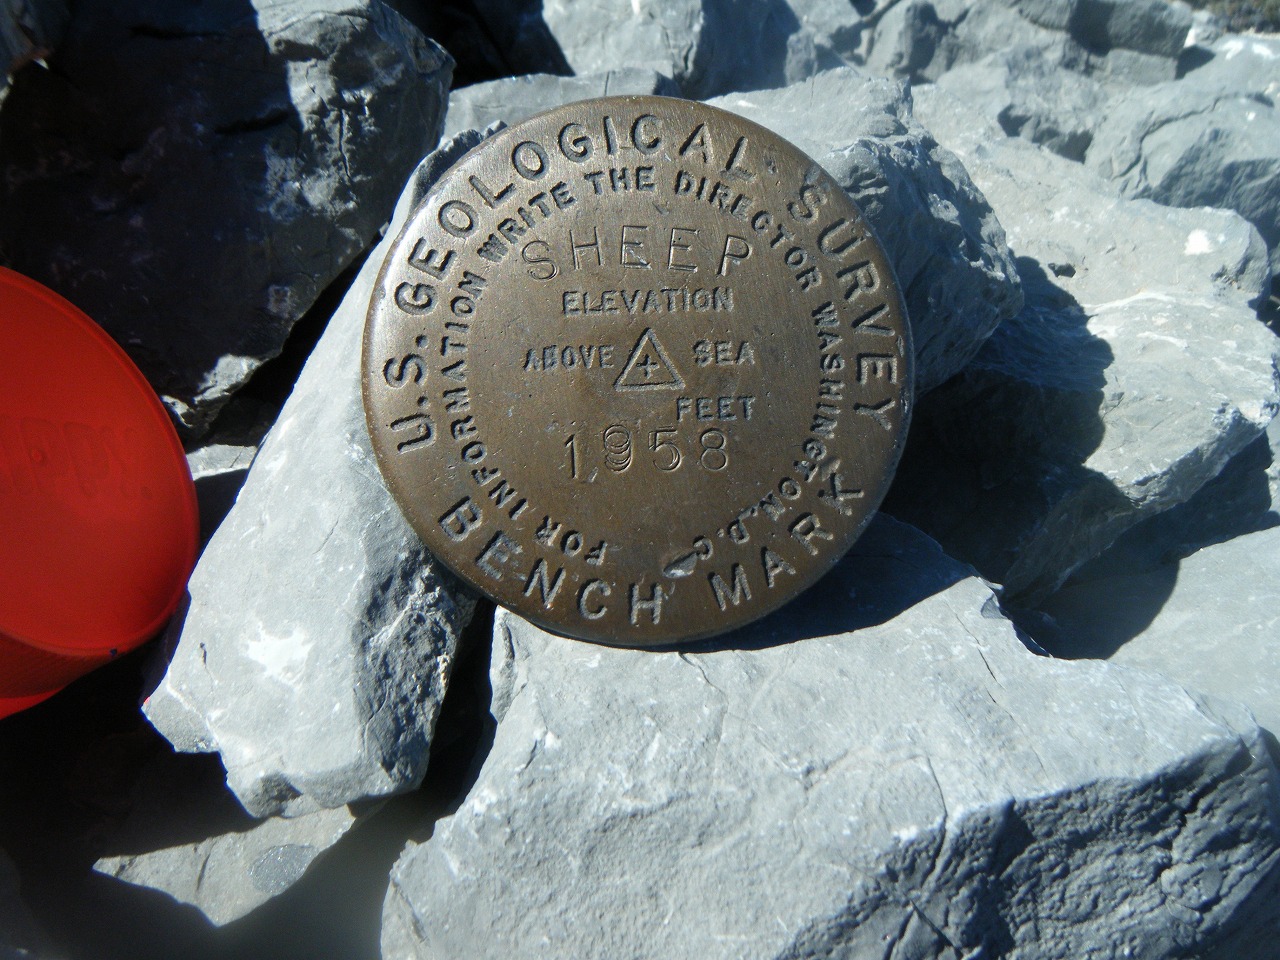 U.S. GEOLOGICAL SURVEY
FOR INFORMATION WRITE THE DIRECTOR WASHINGTON, D.C.
SHEEP
ELEVATION
ABOVE SEA
FEET
1958
BENCH MARK